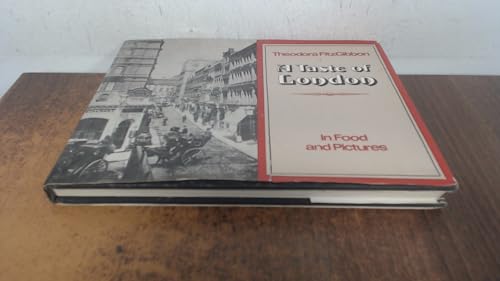 Theodora FitzGibbon
A Taste of
London
in Food
and Pictures